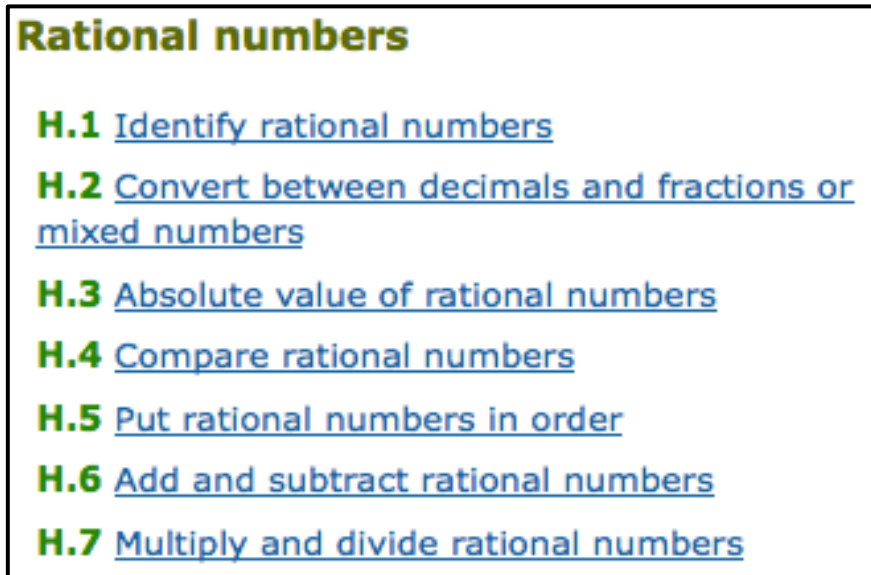 Rational numbers
H.1 Identify rational numbers
H.2 Convert between decimals and fractions or
mixed numbers
H.3 Absolute value of rational numbers
H.4 Compare rational numbers
H.5 Put rational numbers in order
H.6 Add and subtract rational numbers
H.7 Multiply and divide rational numbers